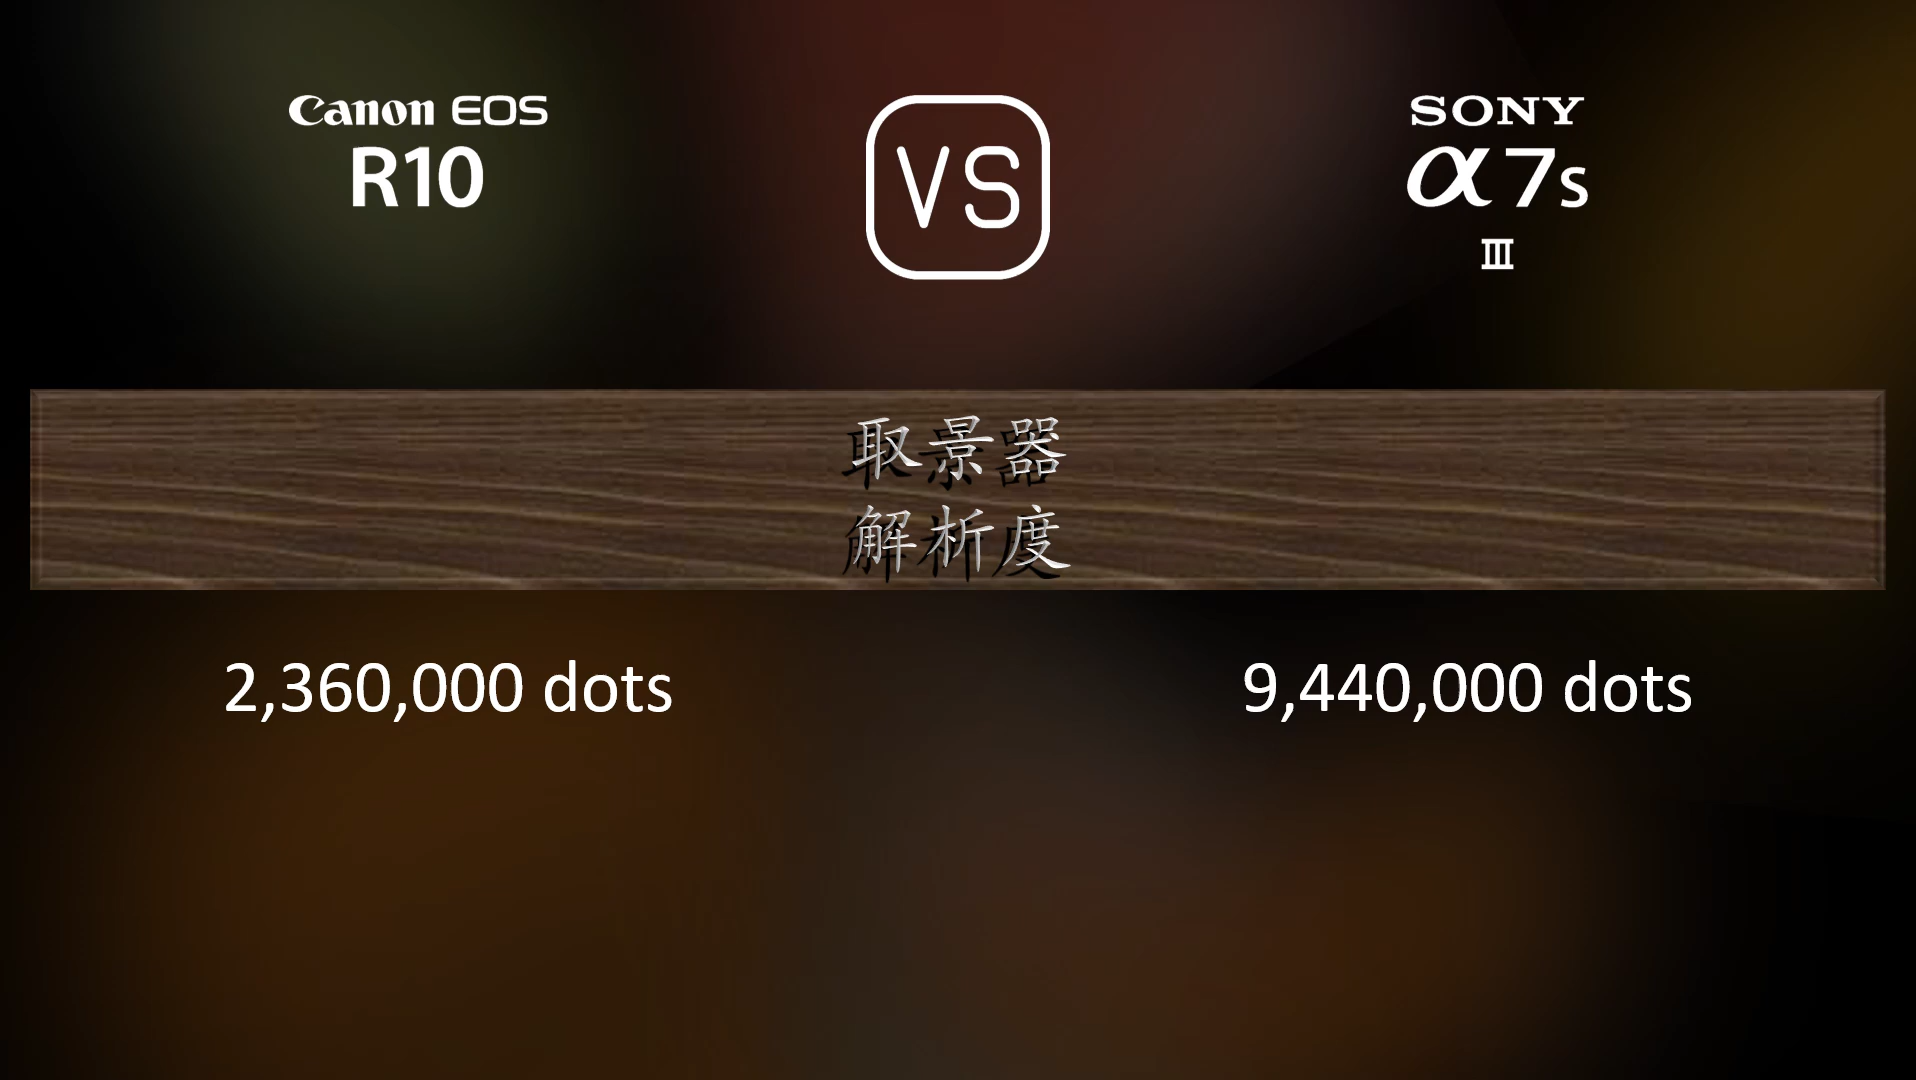 Canon EOS
R10
VS
SONY
α7s
III
取景器
解析度
2,360,000 dots
9,440,000 dots